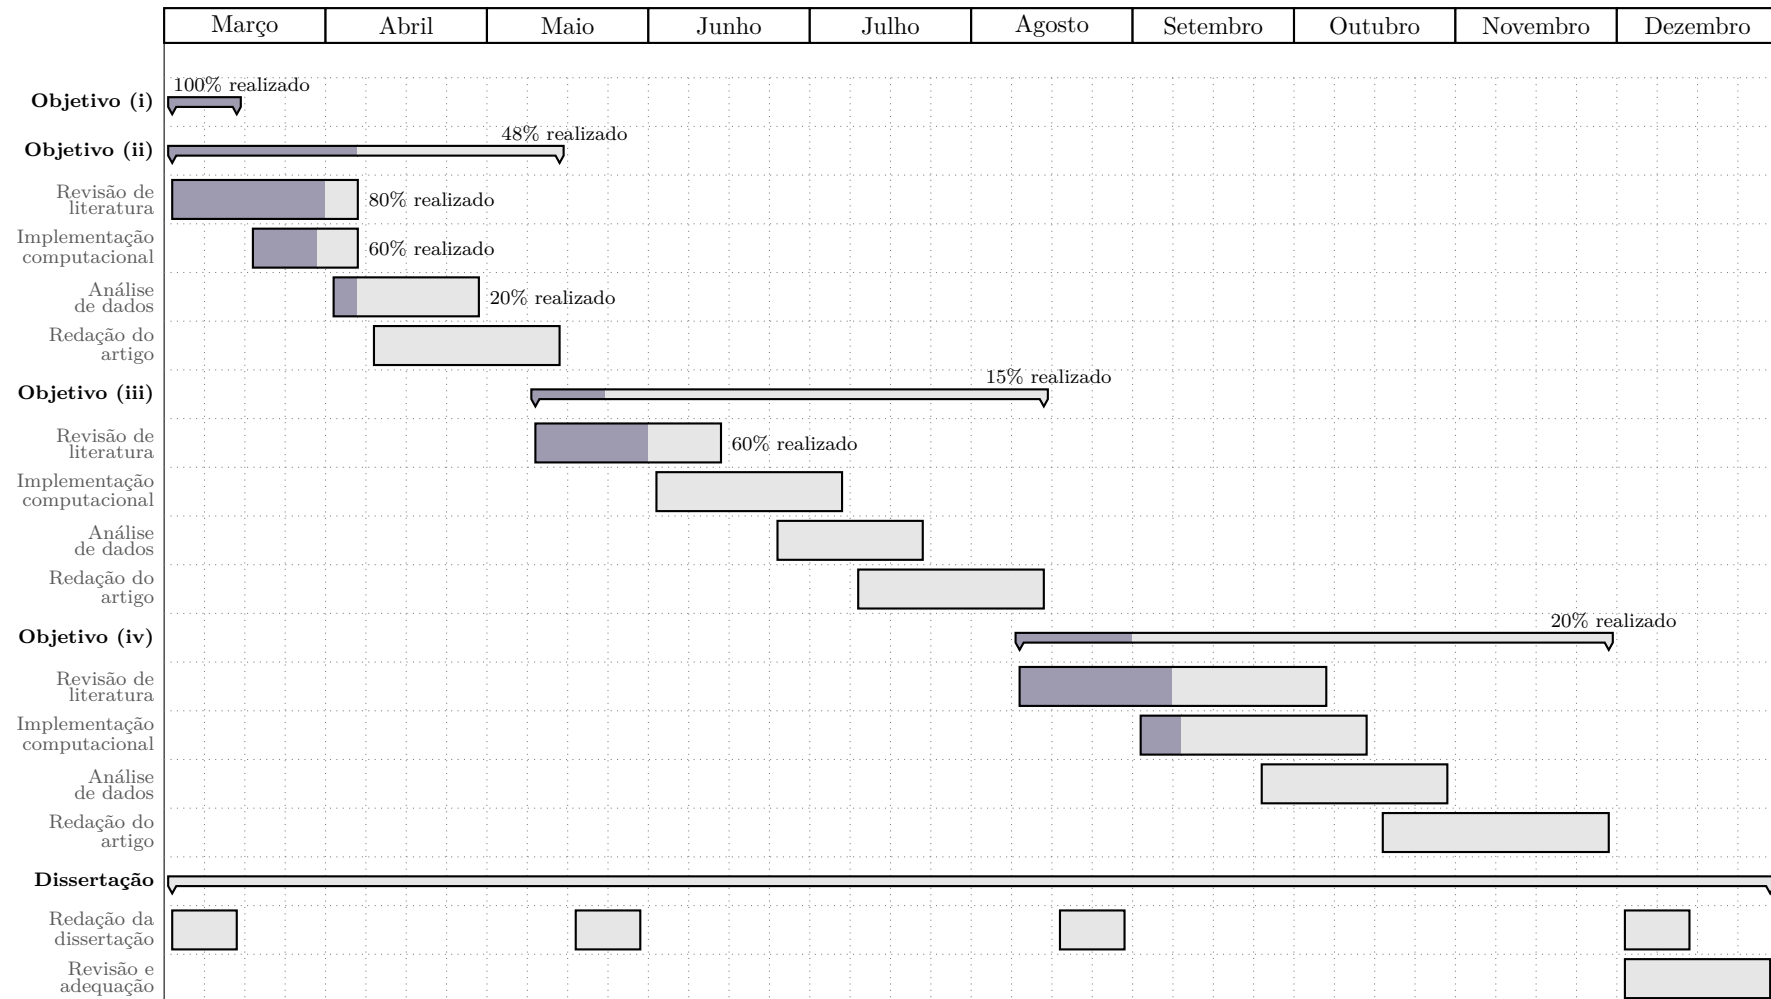 Março Abril Maio Junho Julho Agosto Setembro Outubro Novembro Dezembro
100% realizado
Objetivo (i)
48% realizado
Objetivo (ii)
Revisão de
literatura
80% realizado
Implementação
computacional
60% realizado
Análise
de dados
20% realizado
Redação do
artigo
15% realizado
Objetivo (iii)
Revisão de
literatura
60% realizado
Implementação
computacional
Análise
de dados
Redação do
artigo
20% realizado
Objetivo (iv)
Revisão de
literatura
Implementação
computacional
Análise
de dados
Redação do
artigo
Dissertação
Redação da
dissertação
Revisão e
adequação